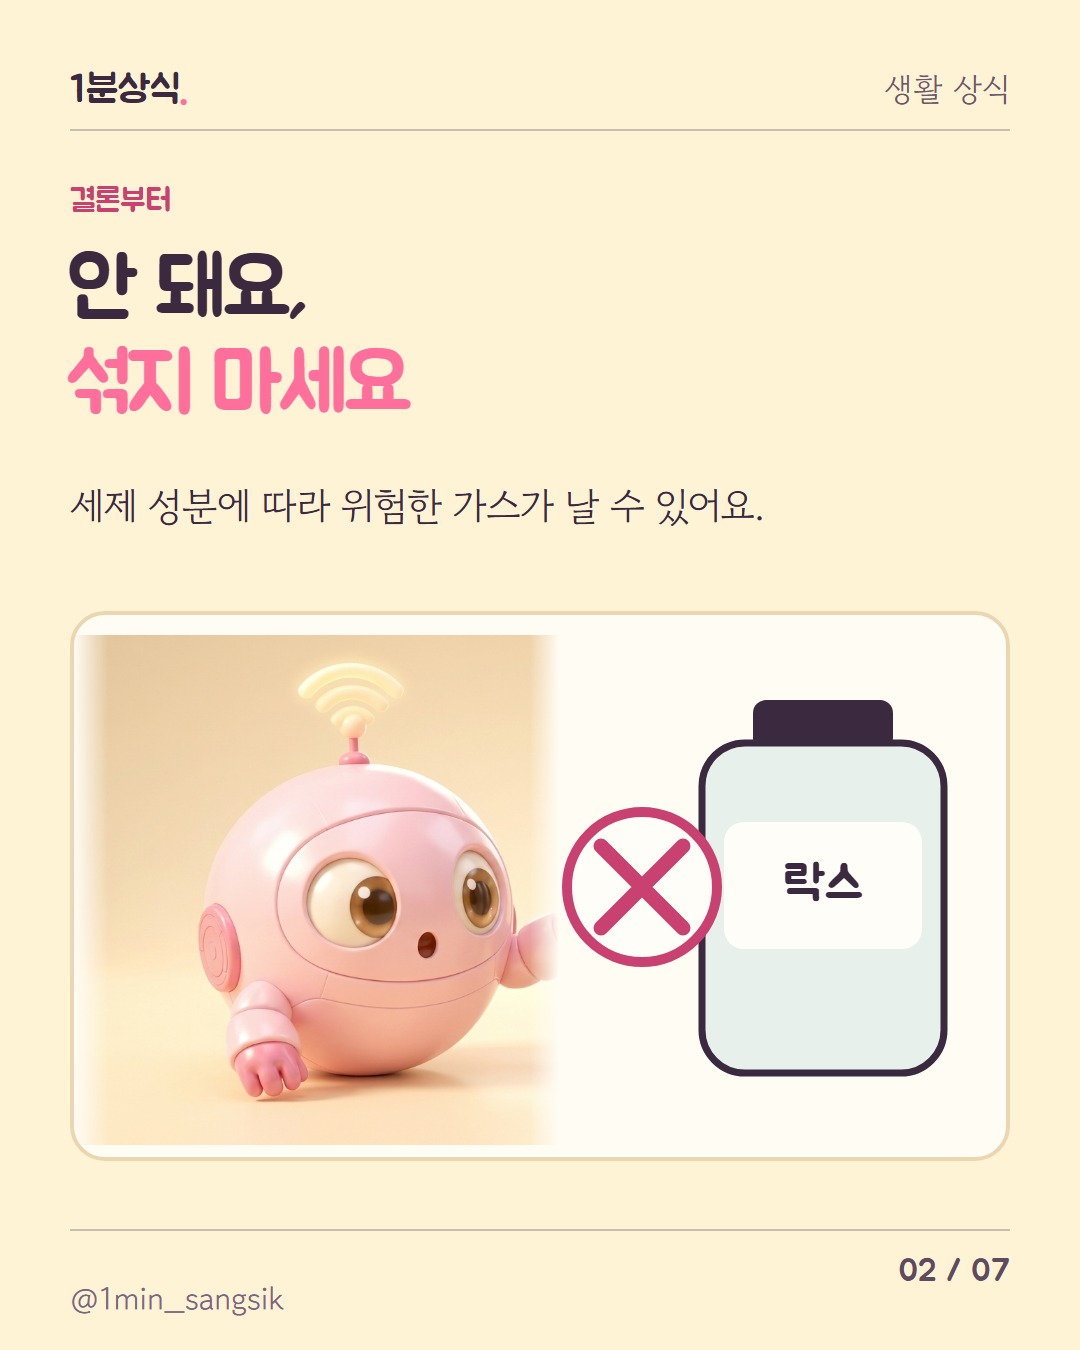 1분상식.
생활 상식
결론부터
안 돼요,
섞지 마세요
세제 성분에 따라 위험한 가스가 날 수 있어요.
락스
02 / 07
@1min_sangsik